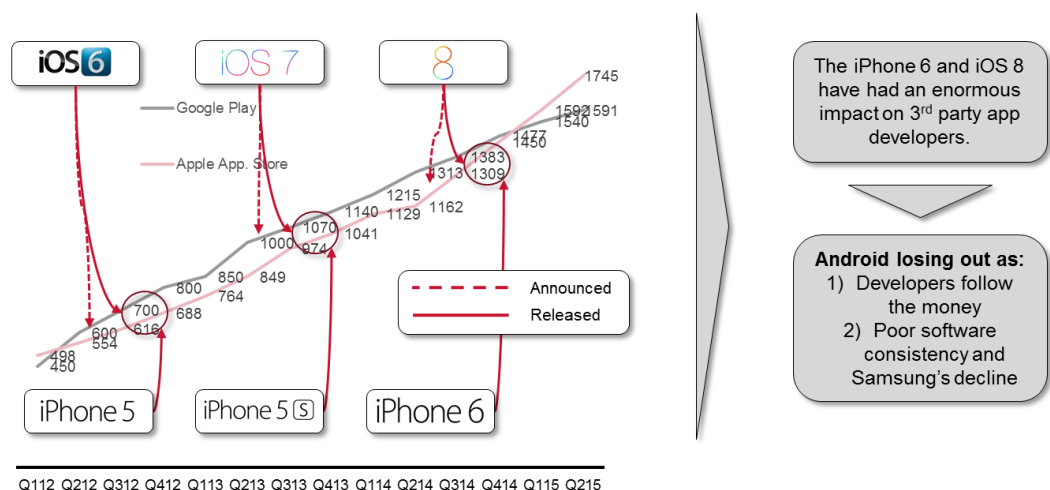 iOS 6
iOS 7
8
Google Play
Apple App. Store
1745
1592
1591
1540
1477
1450
1383
1309
1313
1215
1162
1140
1129
1070
1041
1000
974
850
849
800
764
700
688
616
600
554
498
450
Announced
Released
iPhone 5
iPhone 5 S
iPhone 6
Q112 Q212 Q312 Q412 Q113 Q213 Q313 Q413 Q114 Q214 Q314 Q414 Q115 Q215
The iPhone 6 and iOS 8
have had an enormous
impact on 3rd party app
developers.
Android losing out as:
1) Developers follow
the money
2) Poor software
consistency and
Samsung’s decline